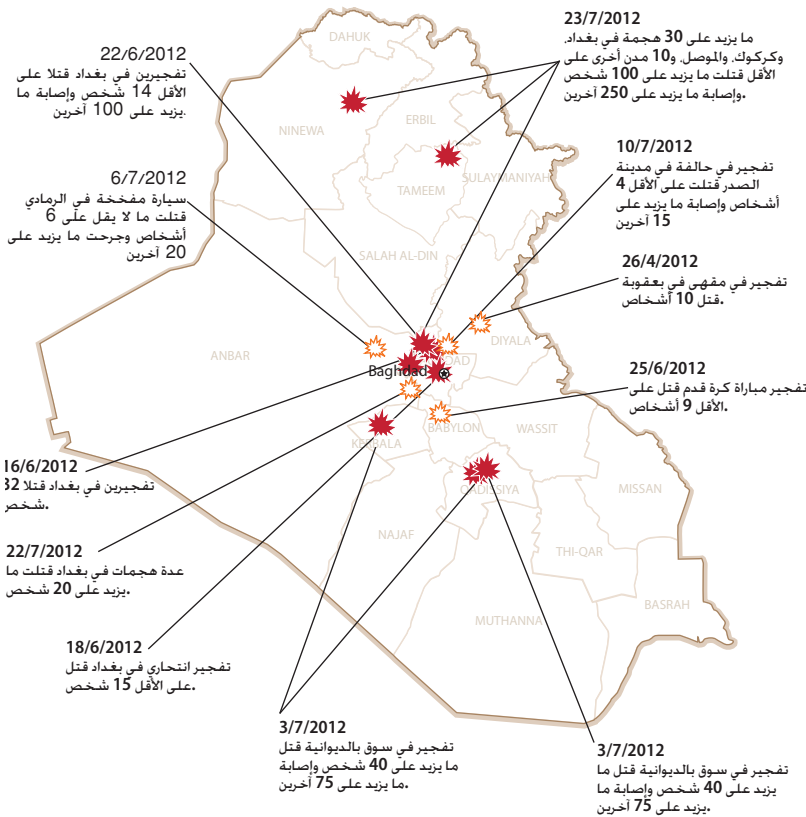 22/6/2012
تفجيرين في بغداد قتلا على
الأقل 14 شخص وإصابة ما
يزيد على 100 آخرين.
6/7/2012
سيارة مفخخة في الرمادي
قتلت ما لا يقل على 6
أشخاص وجرحت ما يزيد على
20 آخرين
23/7/2012
ما يزيد على 30 هجمة في بغداد,
وكركوك, والموصل, و10 مدن أخرى على
الأقل قتلت ما يزيد على 100 شخص
وإصابة ما يزيد على 250 آخرين.
10/7/2012
تفجير في حالفة في مدينة
الصدر قتلت على الأقل 4
أشخاص وإصابة ما يزيد على
15 آخرين
26/4/2012
تفجير في مقهى في بعقوبة
قتل 10 أشخاص.
25/6/2012
تفجير مباراة كرة قدم قتل على
الأقل 9 أشخاص.
16/6/2012
تفجيرين في بغداد قتلا 32
شخص.
22/7/2012
عدة هجمات في بغداد قتلت ما
يزيد على 20 شخص.
18/6/2012
تفجير انتحاري في بغداد قتل
على الأقل 15 شخص.
3/7/2012
تفجير في سوق بالديوانية قتل
ما يزيد على 40 شخص وإصابة
ما يزيد على 75 آخرين.
3/7/2012
تفجير في سوق بالديوانية قتل ما
يزيد على 40 شخص وإصابة ما
يزيد على 75 آخرين.
DAHUK
NINEWA
ERBIL
TAMEEM
SULAYMANIYAH
SALAH AL-DIN
DIYALA
ANBAR
Baghdad
BABYLON
WASSIT
KERBALA
QADISSIYA
MISSAN
NAJAF
THI-QAR
BASRAH
MUTHANNA